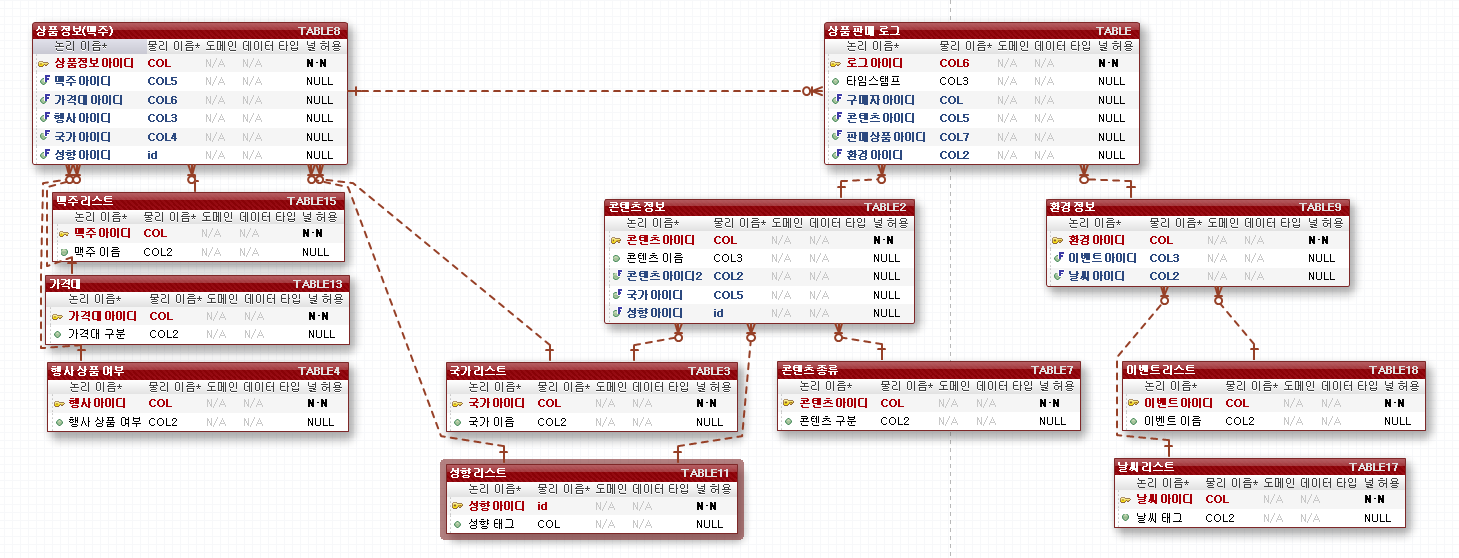 상품정보(맥주) TABLE8
논리 이름* 물리 이름* 도메인 데이터 타입 널 허용
상품정보 아이디 COL N/A N/A N-N
맥주 아이디 COL5 N/A N/A NULL
가격대 아이디 COL6 N/A N/A NULL
행사 아이디 COL3 N/A N/A NULL
국가 아이디 COL4 N/A N/A NULL
성향 아이디 id N/A N/A NULL
상품 판매 로그 TABLE
논리 이름* 물리 이름* 도메인 데이터 타입 널 허용
로그 아이디 COL6 N/A N/A N-N
타임스탬프 COL3 N/A N/A NULL
구매자 아이디 COL N/A N/A NULL
콘텐츠 아이디 COL5 N/A N/A NULL
판매상품 아이디 COL7 N/A N/A NULL
환경 아이디 COL2 N/A N/A NULL
맥주 리스트 TABLE15
논리 이름* 물리 이름* 도메인 데이터 타입 널 허용
맥주 아이디 COL N/A N/A N-N
맥주 이름 COL2 N/A N/A NULL
콘텐츠 정보 TABLE2
논리 이름* 물리 이름* 도메인 데이터 타입 널 허용
콘텐츠 아이디 COL N/A N/A N-N
콘텐츠 이름 COL3 N/A N/A NULL
콘텐츠 아이디2 COL2 N/A N/A NULL
국가 아이디 COL5 N/A N/A NULL
성향 아이디 id N/A N/A NULL
환경 정보 TABLE9
논리 이름* 물리 이름* 도메인 데이터 타입 널 허용
환경 아이디 COL N/A N/A N-N
이벤트 아이디 COL3 N/A N/A NULL
날씨 아이디 COL2 N/A N/A NULL
가격대 TABLE13
논리 이름* 물리 이름* 도메인 데이터 타입 널 허용
가격대 아이디 COL N/A N/A N-N
가격대 구분 COL2 N/A N/A NULL
행사 상품 여부 TABLE4
논리 이름* 물리 이름* 도메인 데이터 타입 널 허용
행사 아이디 COL N/A N/A N-N
행사 상품 여부 COL2 N/A N/A NULL
국가 리스트 TABLE3
논리 이름* 물리 이름* 도메인 데이터 타입 널 허용
국가 아이디 COL N/A N/A N-N
국가 이름 COL2 N/A N/A NULL
콘텐츠 종류 TABLE7
논리 이름* 물리 이름* 도메인 데이터 타입 널 허용
콘텐츠 아이디 COL N/A N/A N-N
콘텐츠 구분 COL2 N/A N/A NULL
이벤트 리스트 TABLE18
논리 이름* 물리 이름* 도메인 데이터 타입 널 허용
이벤트 아이디 COL N/A N/A N-N
이벤트 이름 COL2 N/A N/A NULL
성향 리스트 TABLE11
논리 이름* 물리 이름* 도메인 데이터 타입 널 허용
성향 아이디 id N/A N/A N-N
성향 태그 COL N/A N/A NULL
날씨 리스트 TABLE17
논리 이름* 물리 이름* 도메인 데이터 타입 널 허용
날씨 아이디 COL N/A N/A N-N
날씨 태그 COL2 N/A N/A NULL